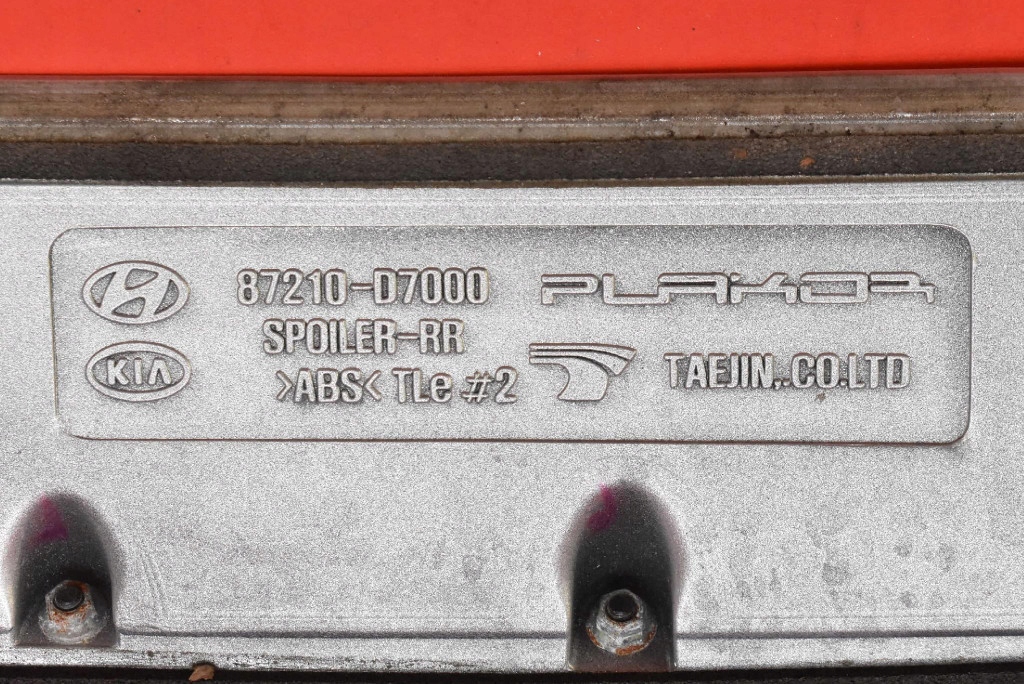 87210-D7000
SPOILER-RR
>ABS< TLe #2
KIA
PLAKOR
TAEJIN,.CO.LTD